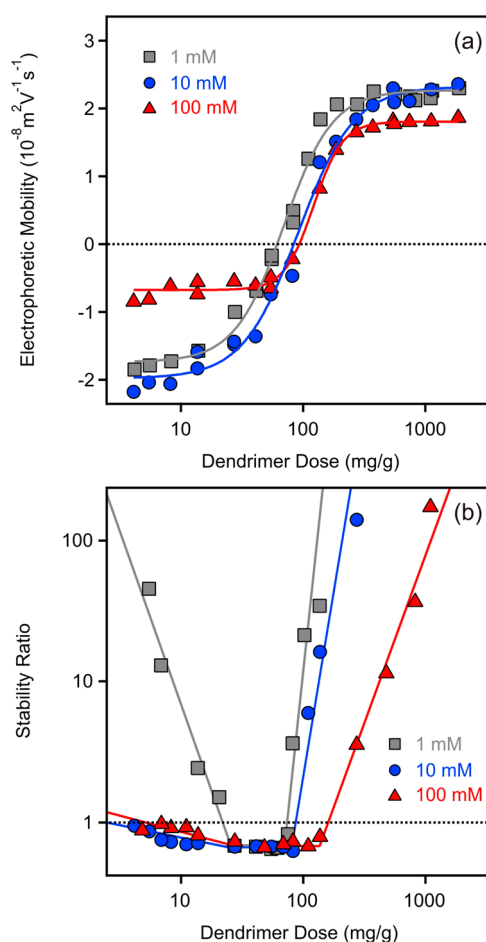 (a)
1 mM
10 mM
100 mM
Electrophoretic Mobility (10⁻⁸ m²V⁻¹s⁻¹)
3
2
1
0
-1
-2
10
100
1000
Dendrimer Dose (mg/g)
(b)
Stability Ratio
100
10
1
1 mM
10 mM
100 mM
10
100
1000
Dendrimer Dose (mg/g)